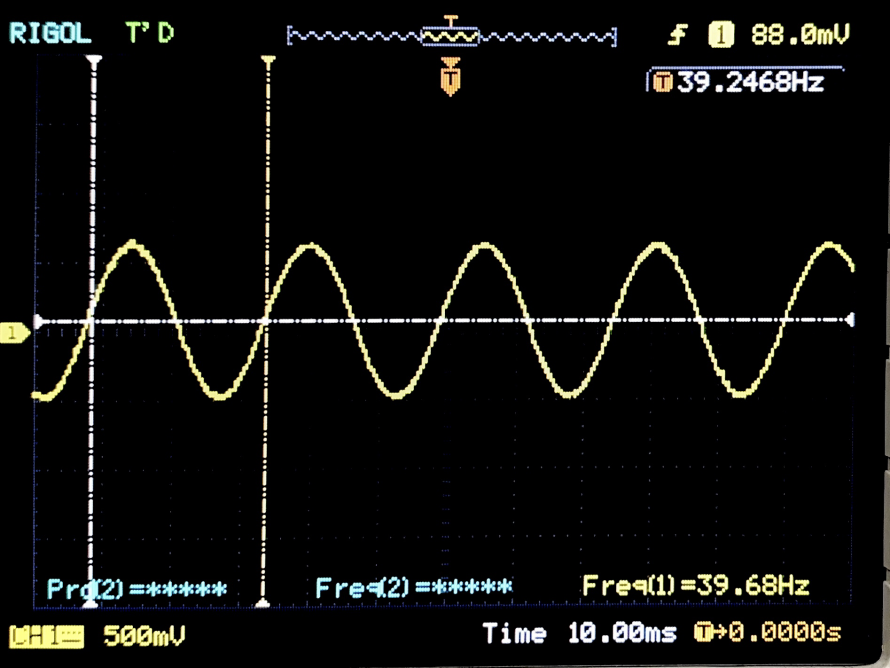 RIGOL T'D T 1 88.0mV
T 39.2468Hz
T
1
Prd(2)=***** Freq(2)=***** Freq(1)=39.68Hz
CH1 500mV Time 10.00ms T→0.0000s